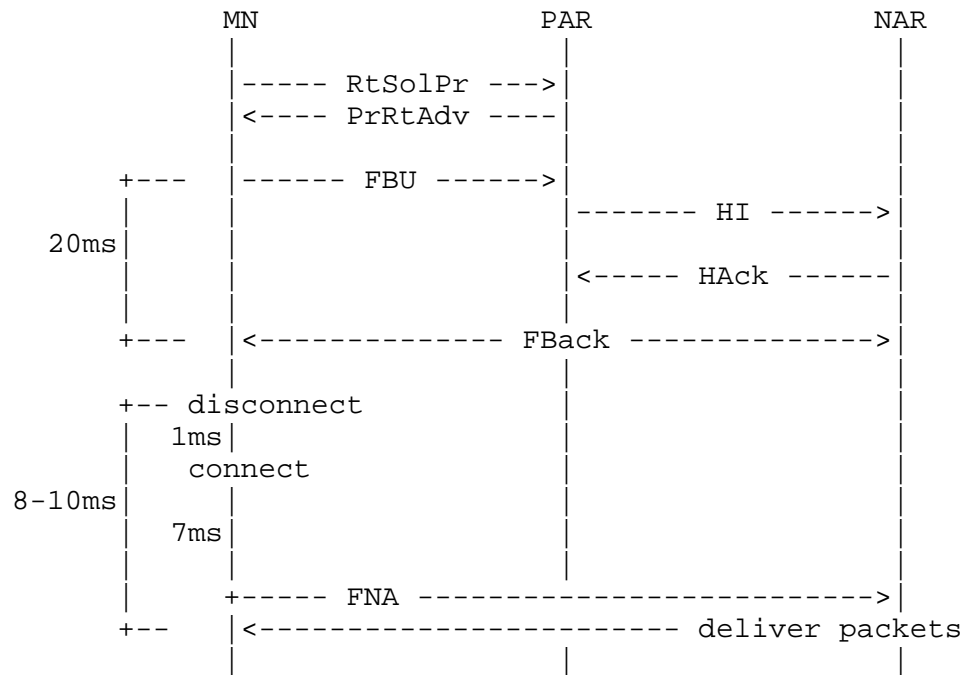 MN PAR NAR
RtSolPr
PrRtAdv
FBU
HI
20ms
HAck
FBack
disconnect
1ms
connect
8-10ms
7ms
FNA
deliver packets